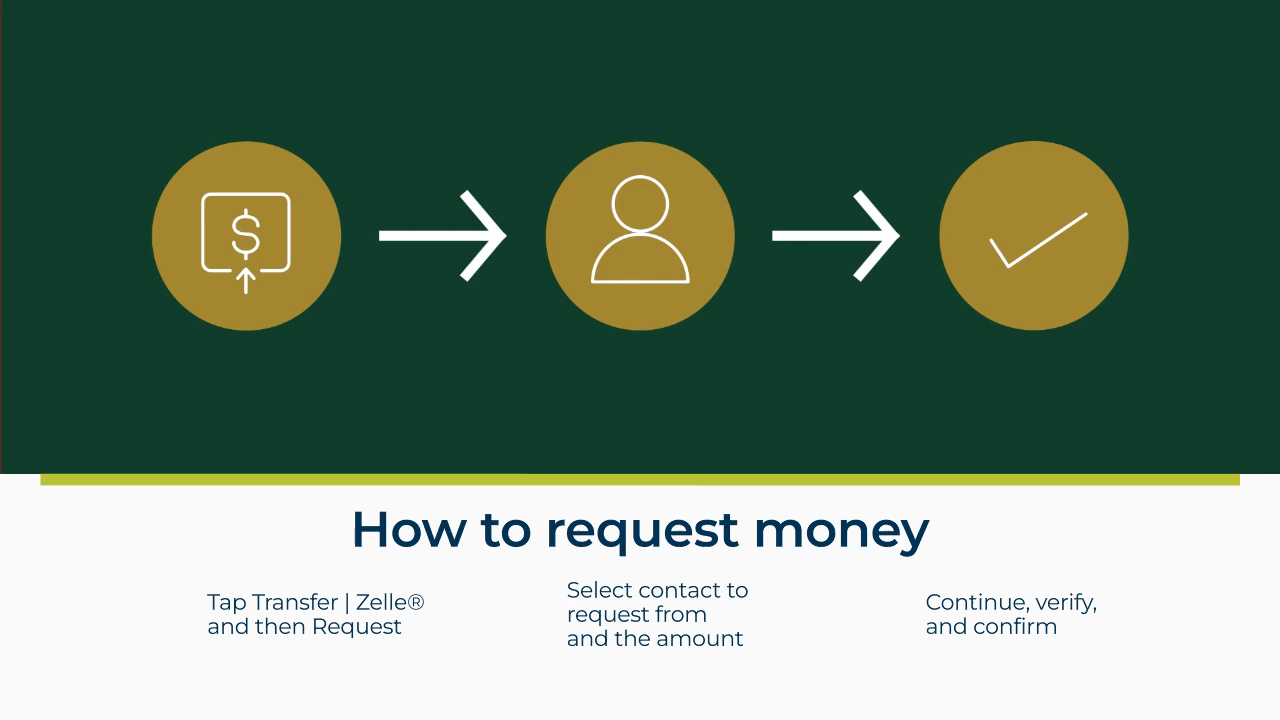 $
How to request money
Tap Transfer | Zelle®
and then Request
Select contact to
request from
and the amount
Continue, verify,
and confirm